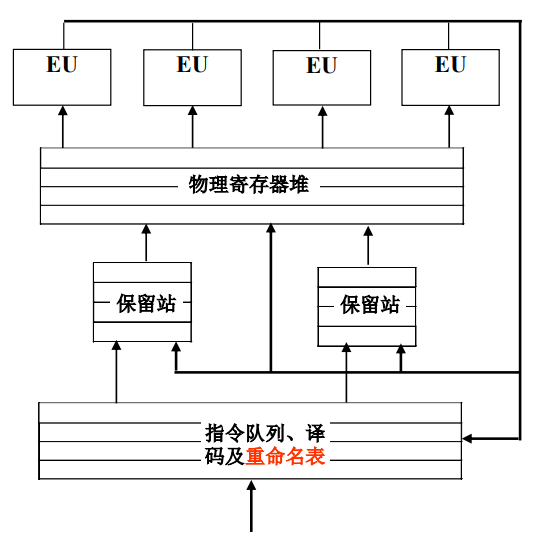 EU EU EU EU
物理寄存器堆
保留站 保留站
指令队列、译
码及重命名表